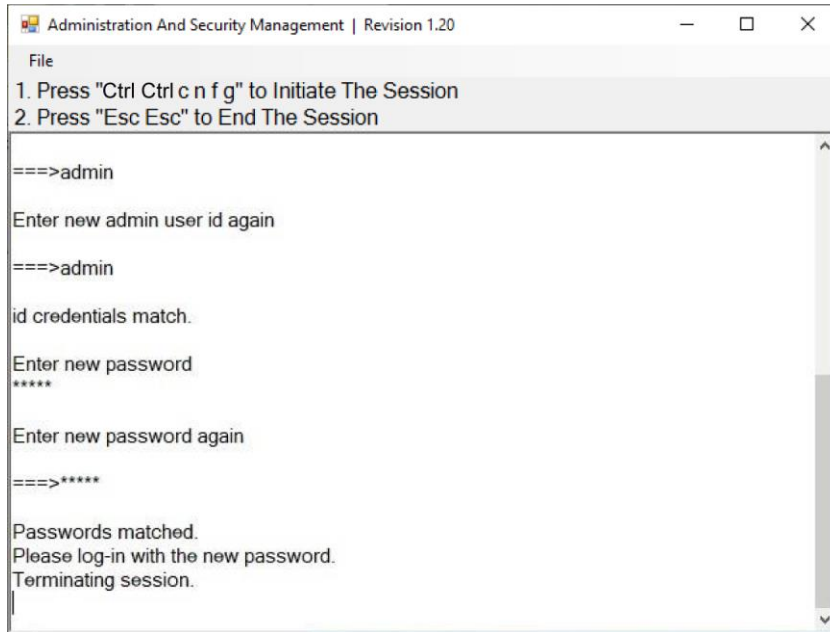 Administration And Security Management | Revision 1.20
File
1. Press "Ctrl Ctrl c n f g" to Initiate The Session
2. Press "Esc Esc" to End The Session
===>admin
Enter new admin user id again
===>admin
id credentials match.
Enter new password
*****
Enter new password again
===>*****
Passwords matched.
Please log-in with the new password.
Terminating session.